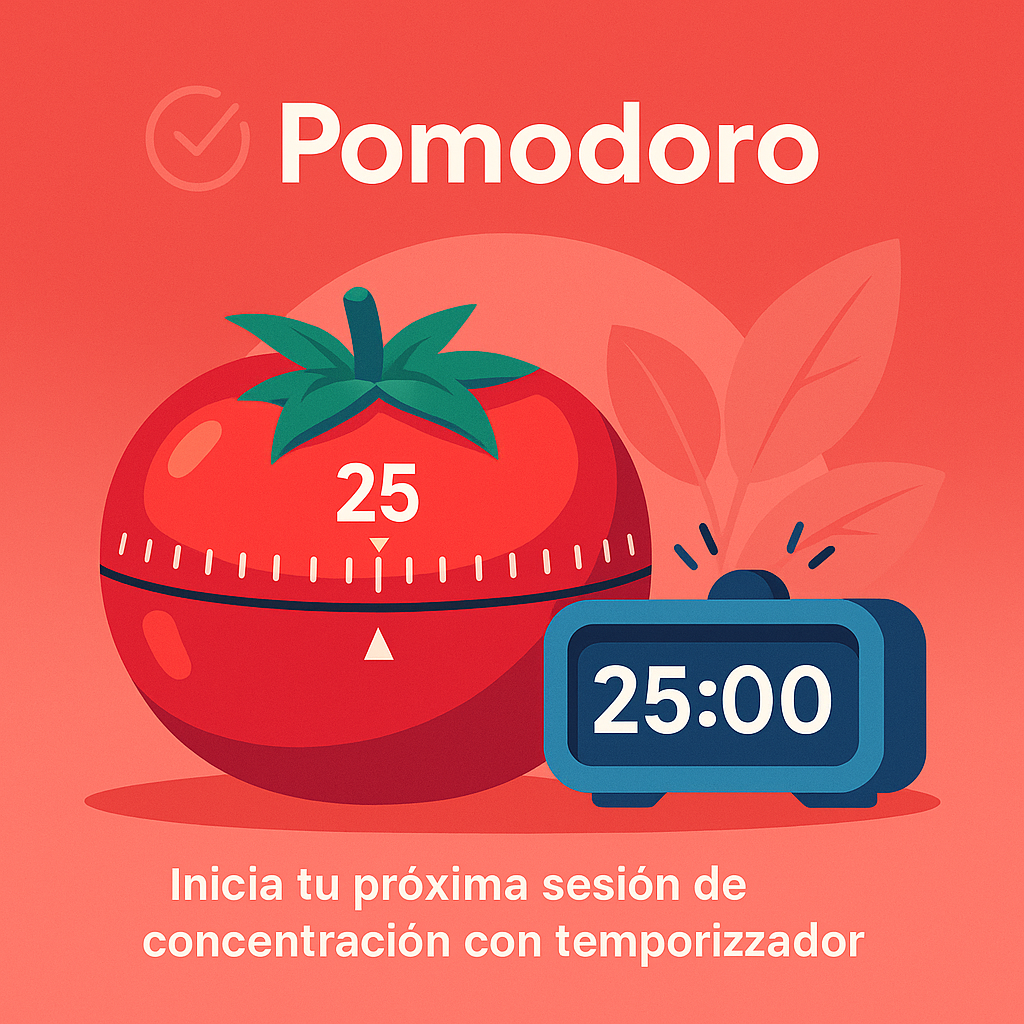 Pomodoro
25
25:00
Inicia tu próxima sesión de
concentración con temporizzador